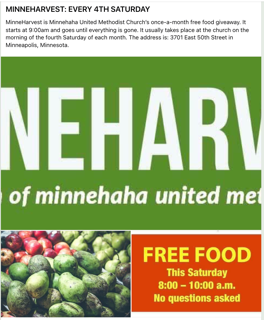 MINNEHARVEST: EVERY 4TH SATURDAY
MinneHarvest is Minnehaha United Methodist Church's once-a-month free food giveaway. It
starts at 9:00am and goes until everything is gone. It usually takes place at the church on the
morning of the fourth Saturday of each month. The address is: 3701 East 50th Street in
Minneapolis, Minnesota.
NEHARV
of minnehaha united met
FREE FOOD
This Saturday
8:00 – 10:00 a.m.
No questions asked